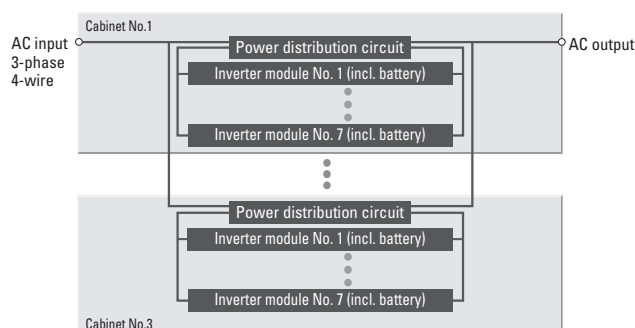 Cabinet No.1
AC input
3-phase
4-wire
Power distribution circuit
AC output
Inverter module No. 1 (incl. battery)
Inverter module No. 7 (incl. battery)
Power distribution circuit
Inverter module No. 1 (incl. battery)
Inverter module No. 7 (incl. battery)
Cabinet No.3